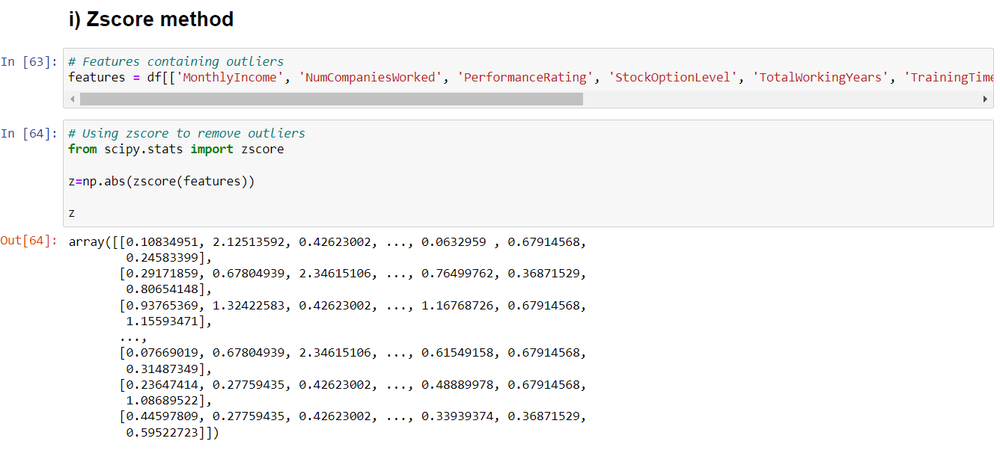 i) Zscore method
In [63]: # Features containing outliers
features = df[['MonthlyIncome', 'NumCompaniesWorked', 'PerformanceRating', 'StockOptionLevel', 'TotalWorkingYears', 'TrainingTime
In [64]: # Using zscore to remove outliers
from scipy.stats import zscore
z=np.abs(zscore(features))
z
Out[64]: array([[0.10834951, 2.12513592, 0.42623002, ..., 0.0632959 , 0.67914568,
0.24583399],
[0.29171859, 0.67804939, 2.34615106, ..., 0.76499762, 0.36871529,
0.80654148],
[0.93765369, 1.32422583, 0.42623002, ..., 1.16768726, 0.67914568,
1.15593471],
...,
[0.07669019, 0.67804939, 2.34615106, ..., 0.61549158, 0.67914568,
0.31487349],
[0.23647414, 0.27759435, 0.42623002, ..., 0.48889978, 0.67914568,
1.08689522],
[0.44597809, 0.27759435, 0.42623002, ..., 0.33939374, 0.36871529,
0.59522723]])